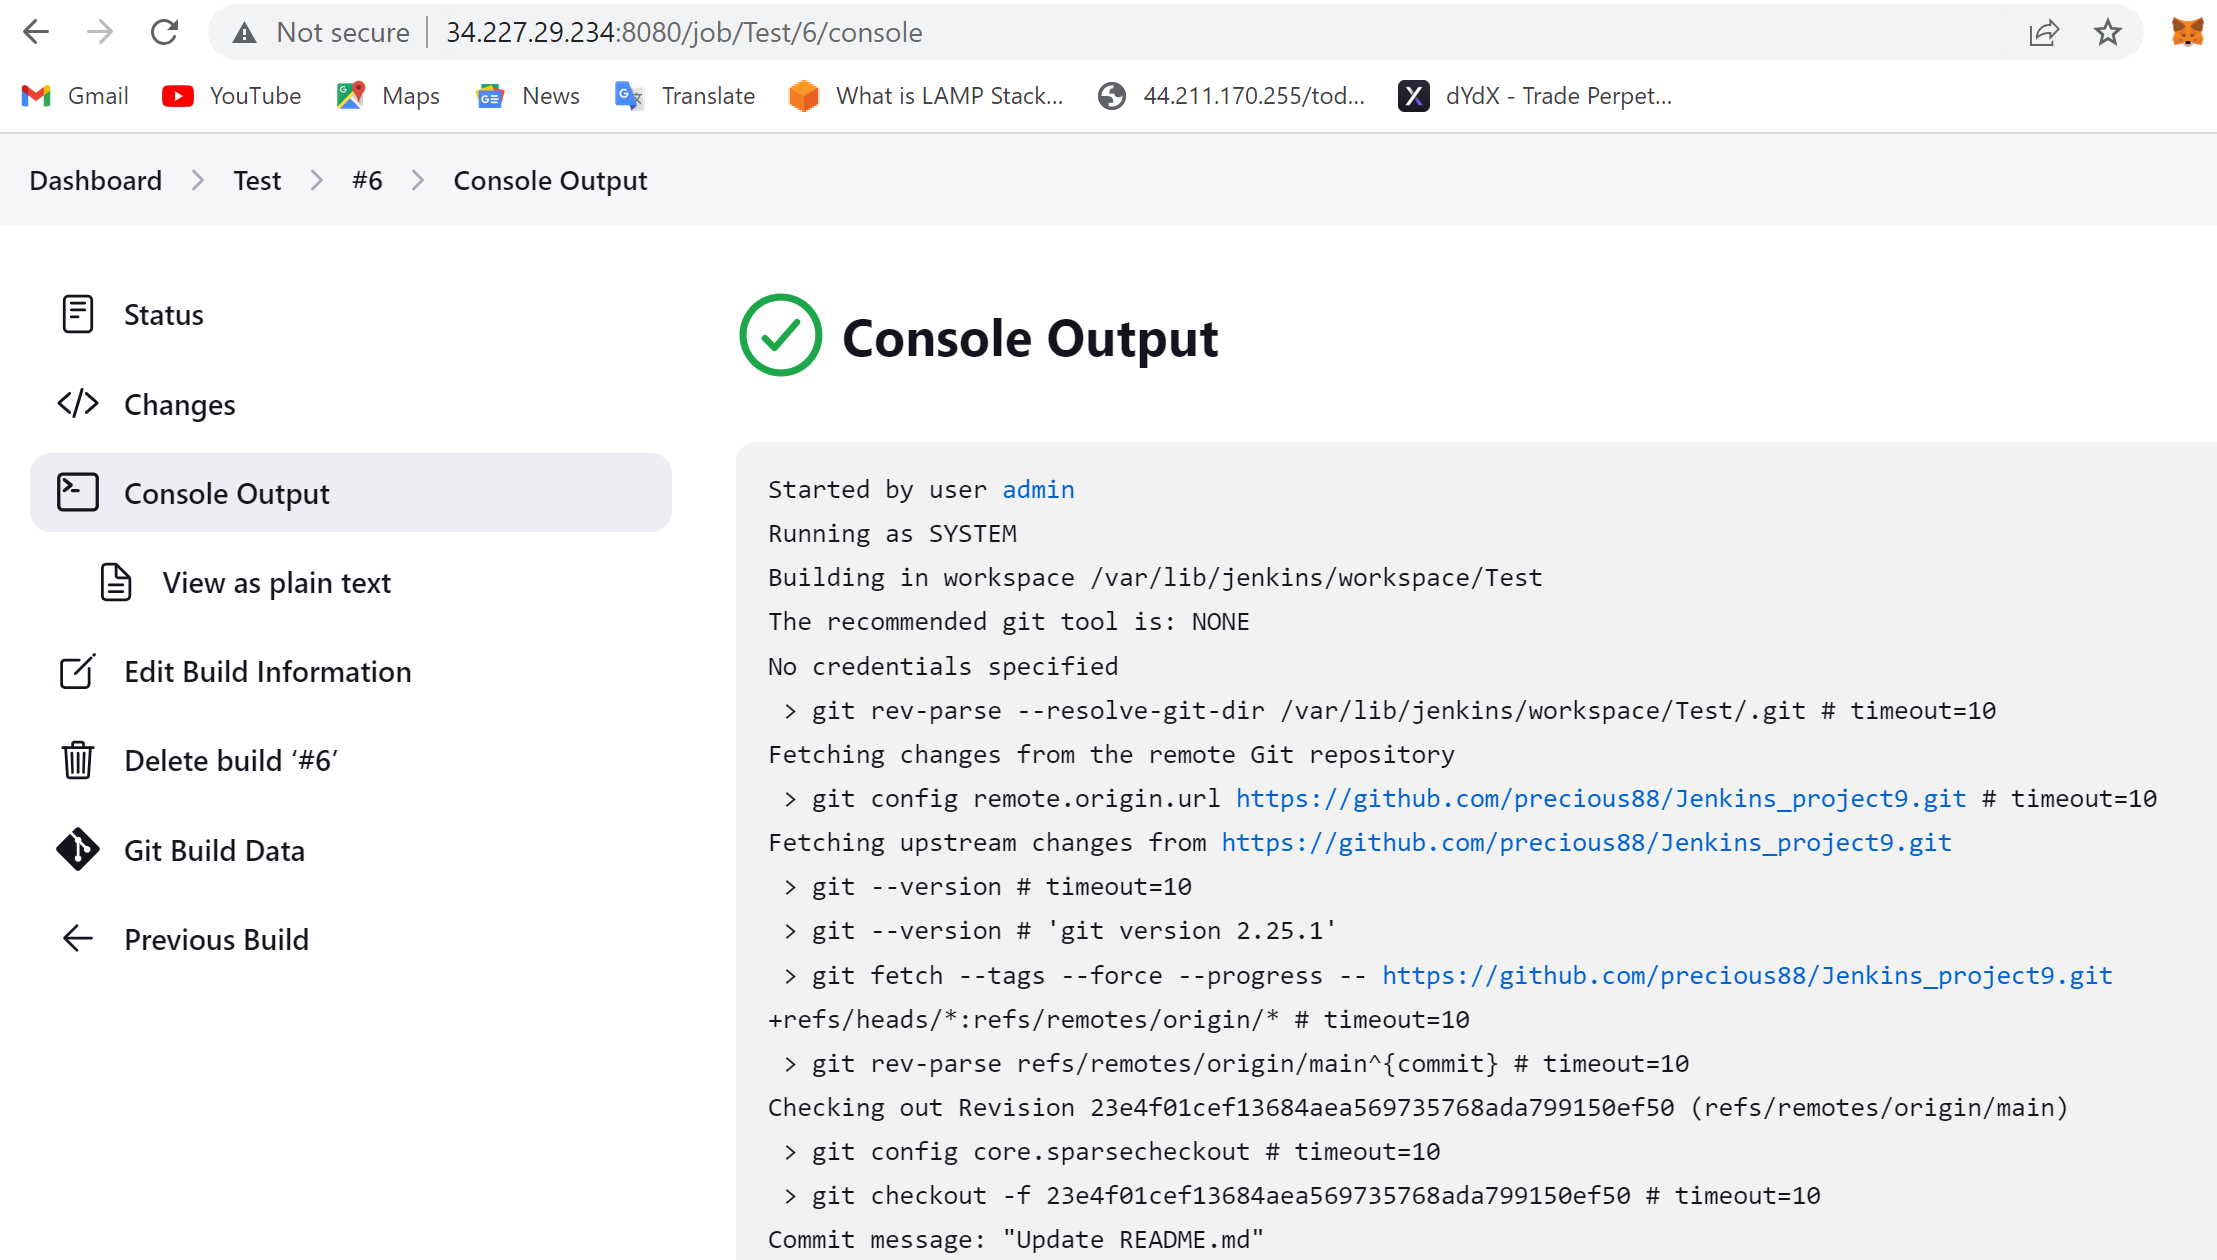 Not secure | 34.227.29.234:8080/job/Test/6/console
Gmail YouTube Maps News Translate What is LAMP Stack... 44.211.170.255/tod... dYdX - Trade Perpet...
Dashboard Test #6 Console Output
Status
Changes
Console Output
View as plain text
Edit Build Information
Delete build ‘#6’
Git Build Data
Previous Build
Console Output
Started by user admin
Running as SYSTEM
Building in workspace /var/lib/jenkins/workspace/Test
The recommended git tool is: NONE
No credentials specified
 > git rev-parse --resolve-git-dir /var/lib/jenkins/workspace/Test/.git # timeout=10
Fetching changes from the remote Git repository
 > git config remote.origin.url https://github.com/precious88/Jenkins_project9.git # timeout=10
Fetching upstream changes from https://github.com/precious88/Jenkins_project9.git
 > git --version # timeout=10
 > git --version # 'git version 2.25.1'
 > git fetch --tags --force --progress -- https://github.com/precious88/Jenkins_project9.git
+refs/heads/*:refs/remotes/origin/* # timeout=10
 > git rev-parse refs/remotes/origin/main^{commit} # timeout=10
Checking out Revision 23e4f01cef13684aea569735768ada799150ef50 (refs/remotes/origin/main)
 > git config core.sparsecheckout # timeout=10
 > git checkout -f 23e4f01cef13684aea569735768ada799150ef50 # timeout=10
Commit message: "Update README.md"